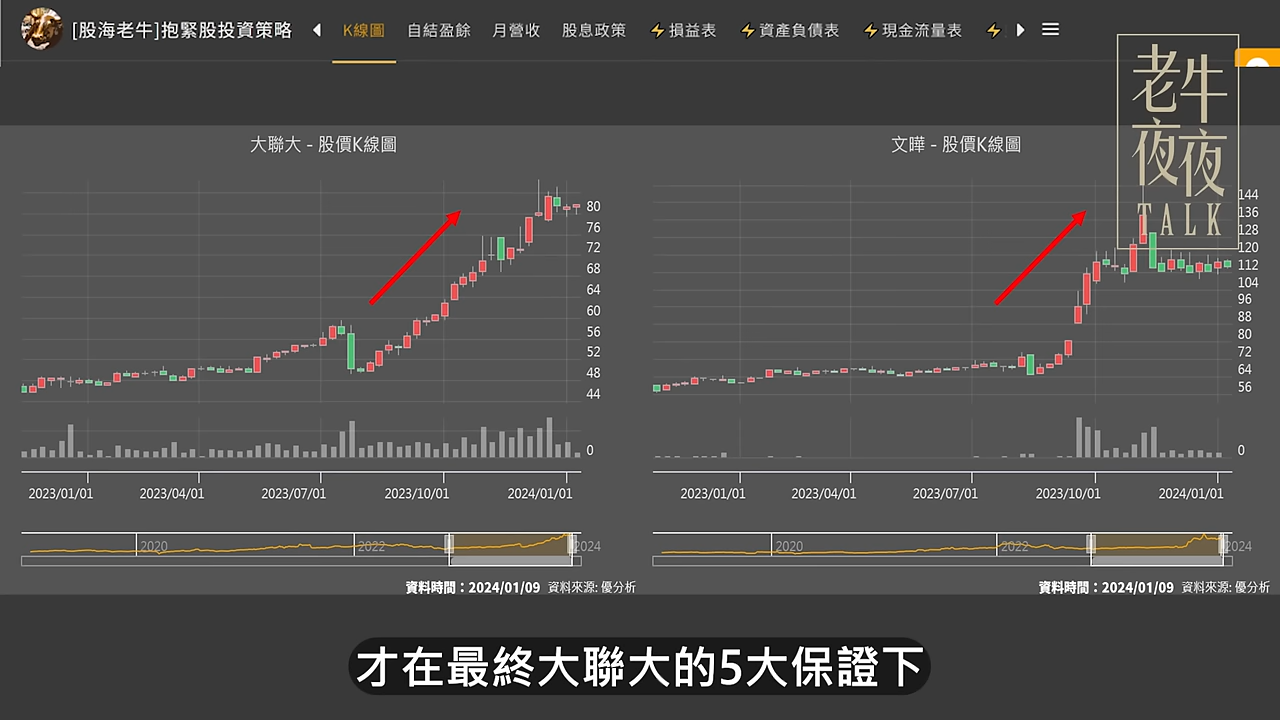 [股海老牛]抱緊股投資策略
K線圖
自結盈餘
月營收
股息政策
損益表
資產負債表
現金流量表
老牛
夜夜
TALK
大聯大 - 股價K線圖
80
76
72
68
64
60
56
52
48
44
0
2023/01/01
2023/04/01
2023/07/01
2023/10/01
2024/01/01
2020
2022
2024
資料時間：2024/01/09 資料來源: 優分析
文曄 - 股價K線圖
144
136
128
120
112
104
96
88
80
72
64
56
0
2023/01/01
2023/04/01
2023/07/01
2023/10/01
2024/01/01
2020
2022
2024
資料時間：2024/01/09 資料來源: 優分析
才在最終大聯大的5大保證下